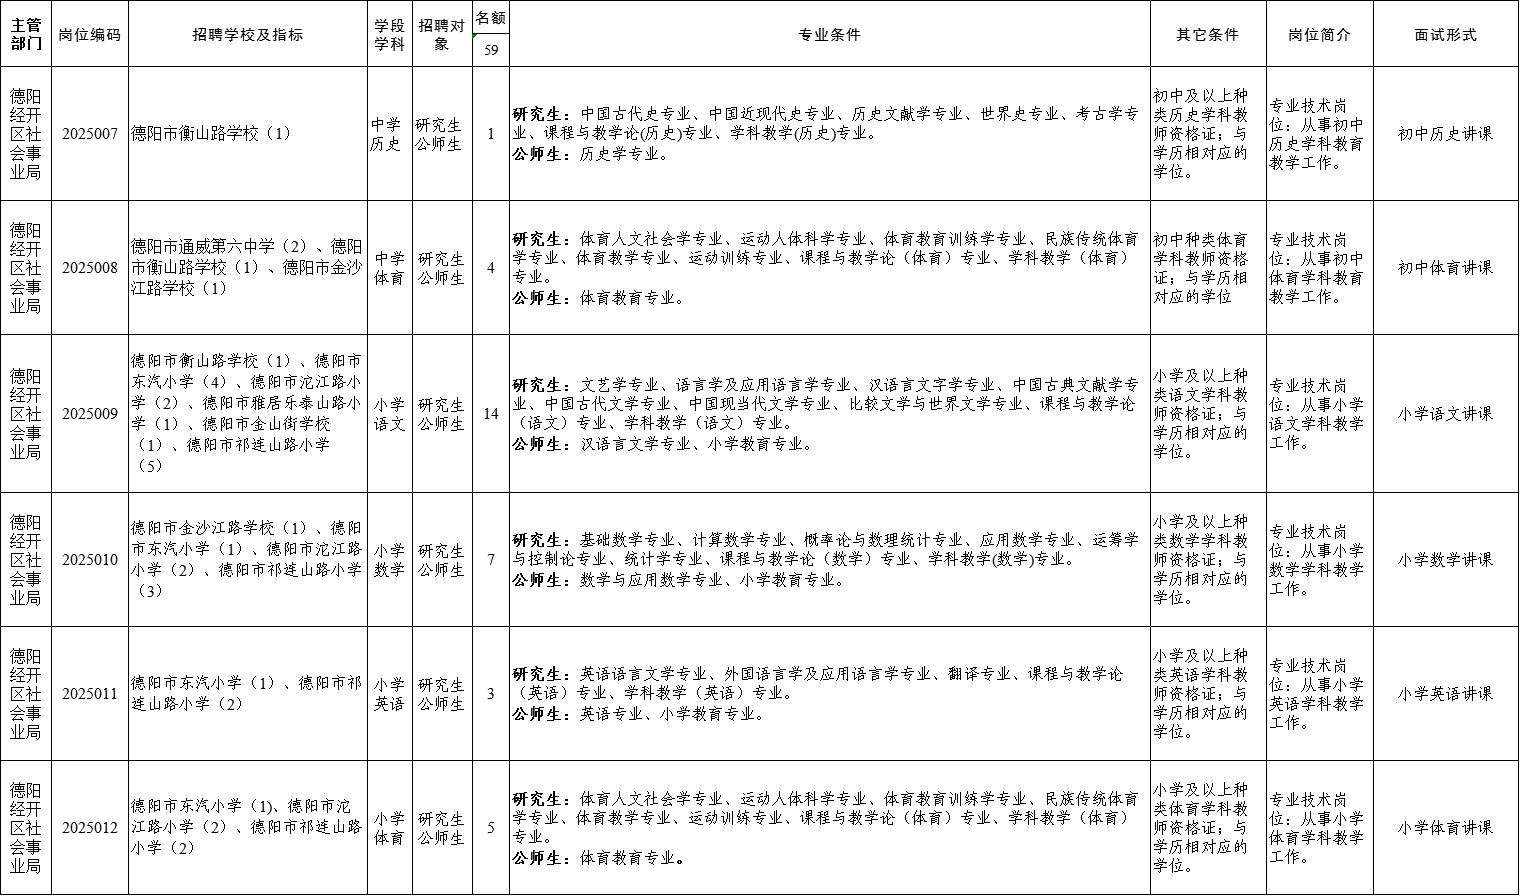 主管
部门
岗位编码
招聘学校及指标
学段
学科
招聘对
象
名额
59
专业条件
其它条件
岗位简介
面试形式
德阳
经开
区社
会事
业局
2025007
德阳市衡山路学校（1）
中学
历史
研究生
公师生
1
研究生：中国古代史专业、中国近现代史专业、历史文献学专业、世界史专业、考古学专
业、课程与教学论(历史)专业、学科教学(历史)专业。
公师生：历史学专业。
初中及以上种
类历史学科教
师资格证；与
学历相对应的
学位。
专业技术岗
位：从事初中
历史学科教育
教学工作。
初中历史讲课
德阳
经开
区社
会事
业局
2025008
德阳市通威第六中学（2）、德阳
市衡山路学校（1）、德阳市金沙
江路学校（1）
中学
体育
研究生
公师生
4
研究生：体育人文社会学专业、运动人体科学专业、体育教育训练学专业、民族传统体育
学专业、体育教学专业、运动训练专业、课程与教学论（体育）专业、学科教学（体育）
专业。
公师生：体育教育专业。
初中种类体育
学科教师资格
证；与学历相
对应的学位
专业技术岗
位：从事初中
体育学科教育
教学工作。
初中体育讲课
德阳
经开
区社
会事
业局
2025009
德阳市衡山路学校（1）、德阳市
东汽小学（4）、德阳市沱江路小
学（2）、德阳市雅居乐泰山路小
学（1）、德阳市金山街学校
（1）、德阳市祁连山路小学
（5）
小学
语文
研究生
公师生
14
研究生：文艺学专业、语言学及应用语言学专业、汉语言文字学专业、中国古典文献学专
业、中国古代文学专业、中国现当代文学专业、比较文学与世界文学专业、课程与教学论
（语文）专业、学科教学（语文）专业。
公师生：汉语言文学专业、小学教育专业。
小学及以上种
类语文学科教
师资格证；与
学历相对应的
学位。
专业技术岗
位：从事小学
语文学科教学
工作。
小学语文讲课
德阳
经开
区社
会事
业局
2025010
德阳市金沙江路学校（1）、德阳
市东汽小学（1）、德阳市沱江路
小学（2）、德阳市祁连山路小学
（3）
小学
数学
研究生
公师生
7
研究生：基础数学专业、计算数学专业、概率论与数理统计专业、应用数学专业、运筹学
与控制论专业、统计学专业、课程与教学论（数学）专业、学科教学(数学)专业。
公师生：数学与应用数学专业、小学教育专业。
小学及以上种
类数学学科教
师资格证；与
学历相对应的
学位。
专业技术岗
位：从事小学
数学学科教学
工作。
小学数学讲课
德阳
经开
区社
会事
业局
2025011
德阳市东汽小学（1）、德阳市祁
连山路小学（2）
小学
英语
研究生
公师生
3
研究生：英语语言文学专业、外国语言学及应用语言学专业、翻译专业、课程与教学论
（英语）专业、学科教学（英语）专业。
公师生：英语专业、小学教育专业。
小学及以上种
类英语学科教
师资格证；与
学历相对应的
学位。
专业技术岗
位：从事小学
英语学科教学
工作。
小学英语讲课
德阳
经开
区社
会事
业局
2025012
德阳市东汽小学（1)、德阳市沱
江路小学（2）、德阳市祁连山路
小学（2）
小学
体育
研究生
公师生
5
研究生：体育人文社会学专业、运动人体科学专业、体育教育训练学专业、民族传统体育
学专业、体育教学专业、运动训练专业、课程与教学论（体育）专业、学科教学（体育）
专业。
公师生：体育教育专业。
小学及以上种
类体育学科教
师资格证；与
学历相对应的
学位。
专业技术岗
位：从事小学
体育学科教学
工作。
小学体育讲课